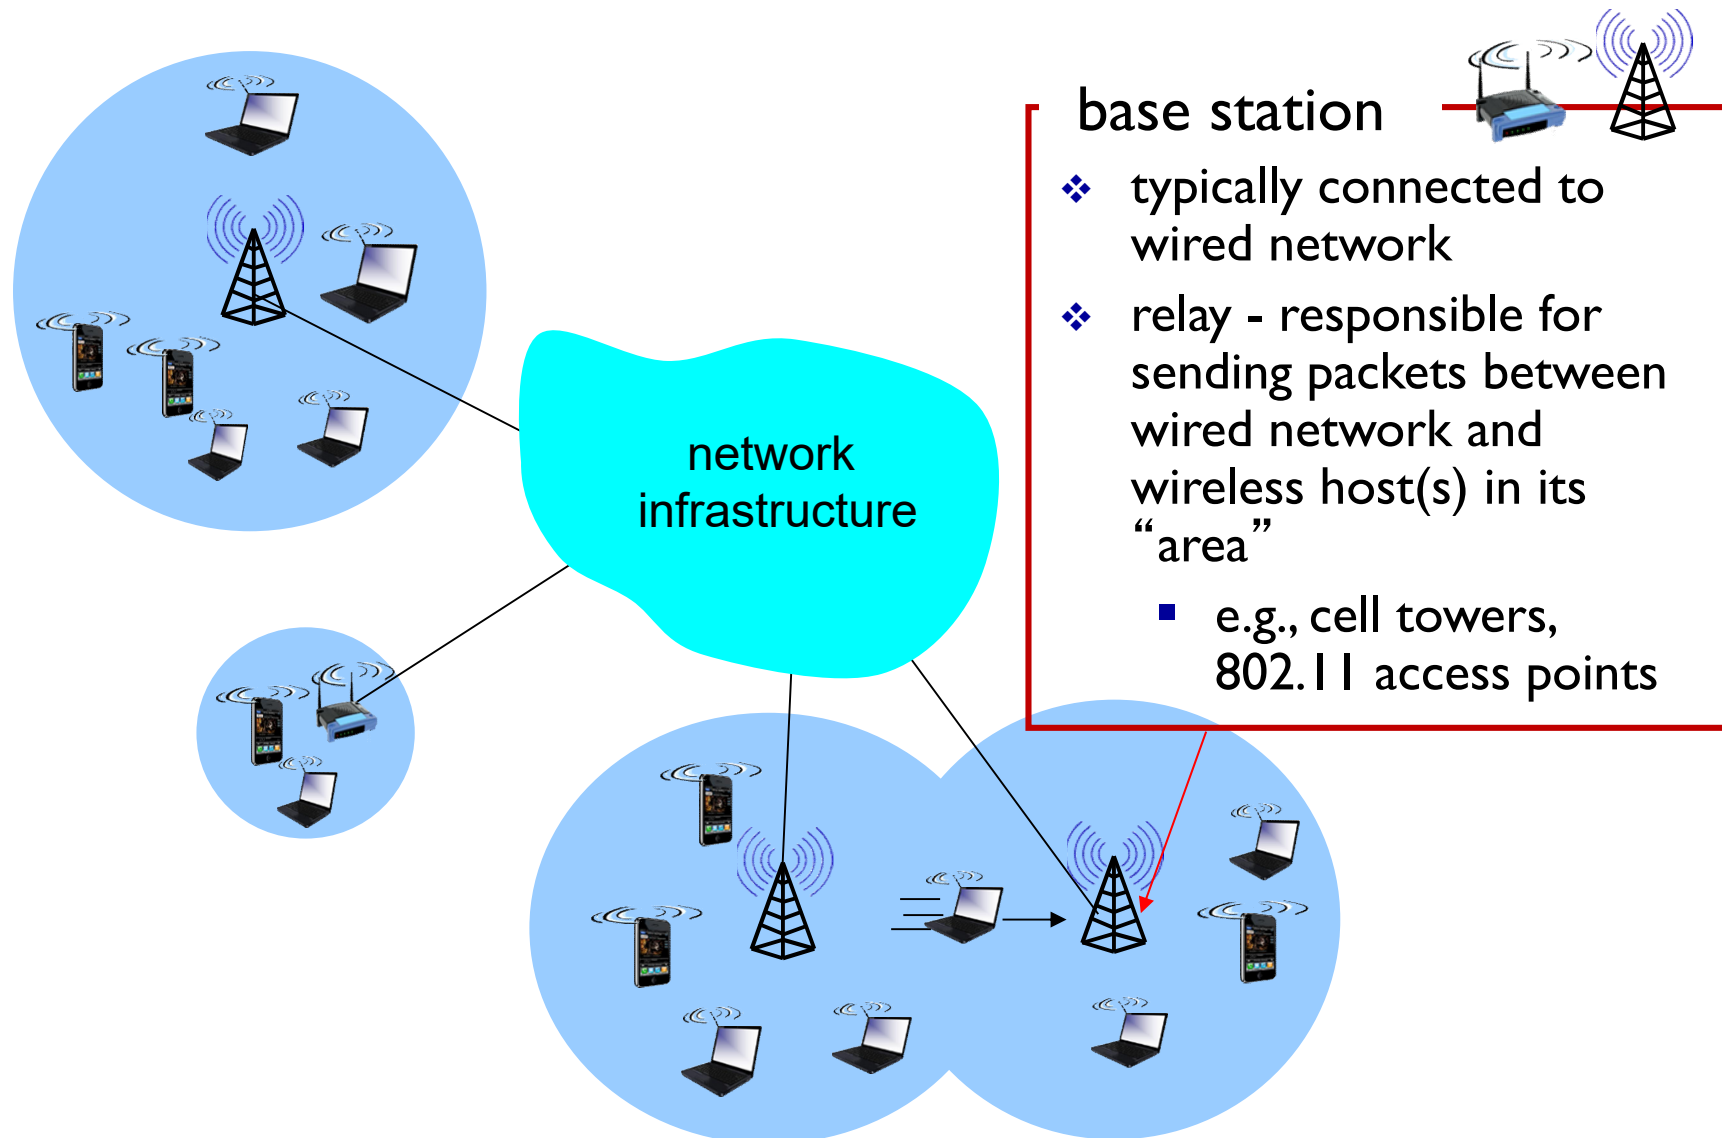 base station
❖ typically connected to
wired network
❖ relay - responsible for
sending packets between
wired network and
wireless host(s) in its
“area”
▪ e.g., cell towers,
802.11 access points
network
infrastructure